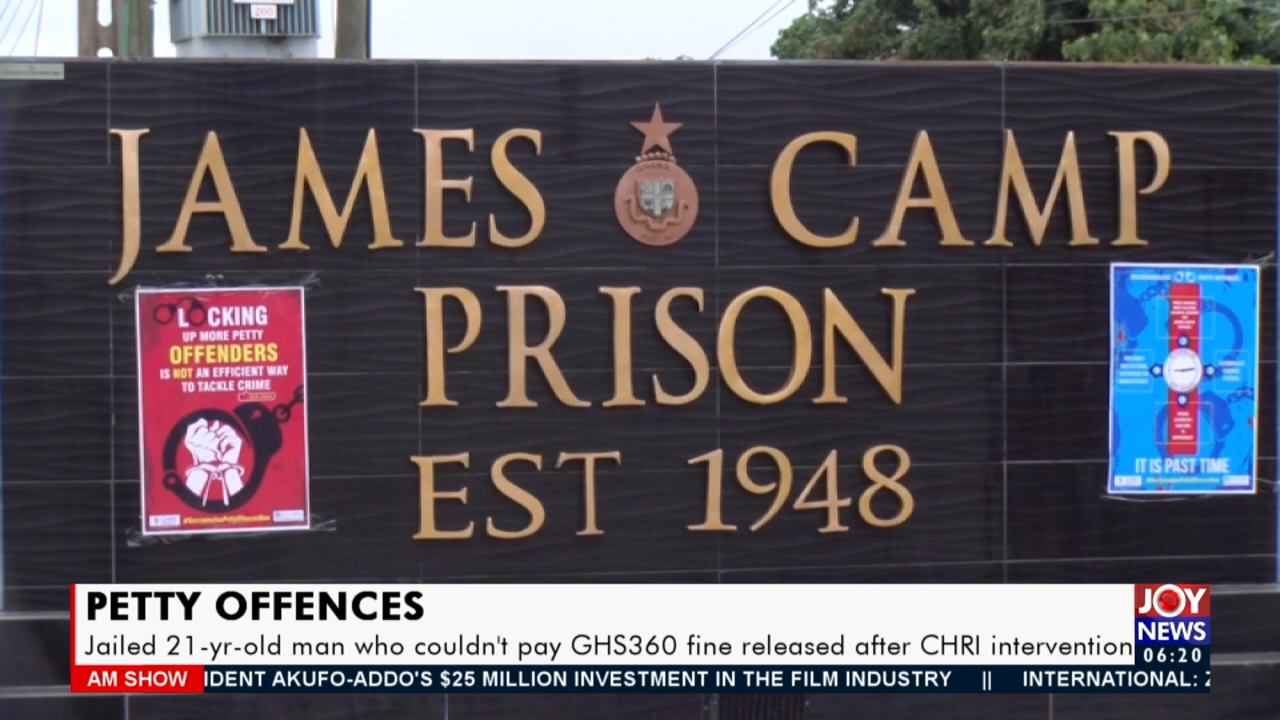 JAMES CAMP
PRISON
EST 1948
LOCKING
UP MORE PETTY
OFFENDERS
IS NOT AN EFFICIENT WAY
TO TACKLE CRIME
IT IS PAST TIME
PETTY OFFENCES
Jailed 21-yr-old man who couldn't pay GHS360 fine released after CHRI intervention
JOY
NEWS
06:20
AM SHOW
IDENT AKUFO-ADDO'S $25 MILLION INVESTMENT IN THE FILM INDUSTRY || INTERNATIONAL: 2